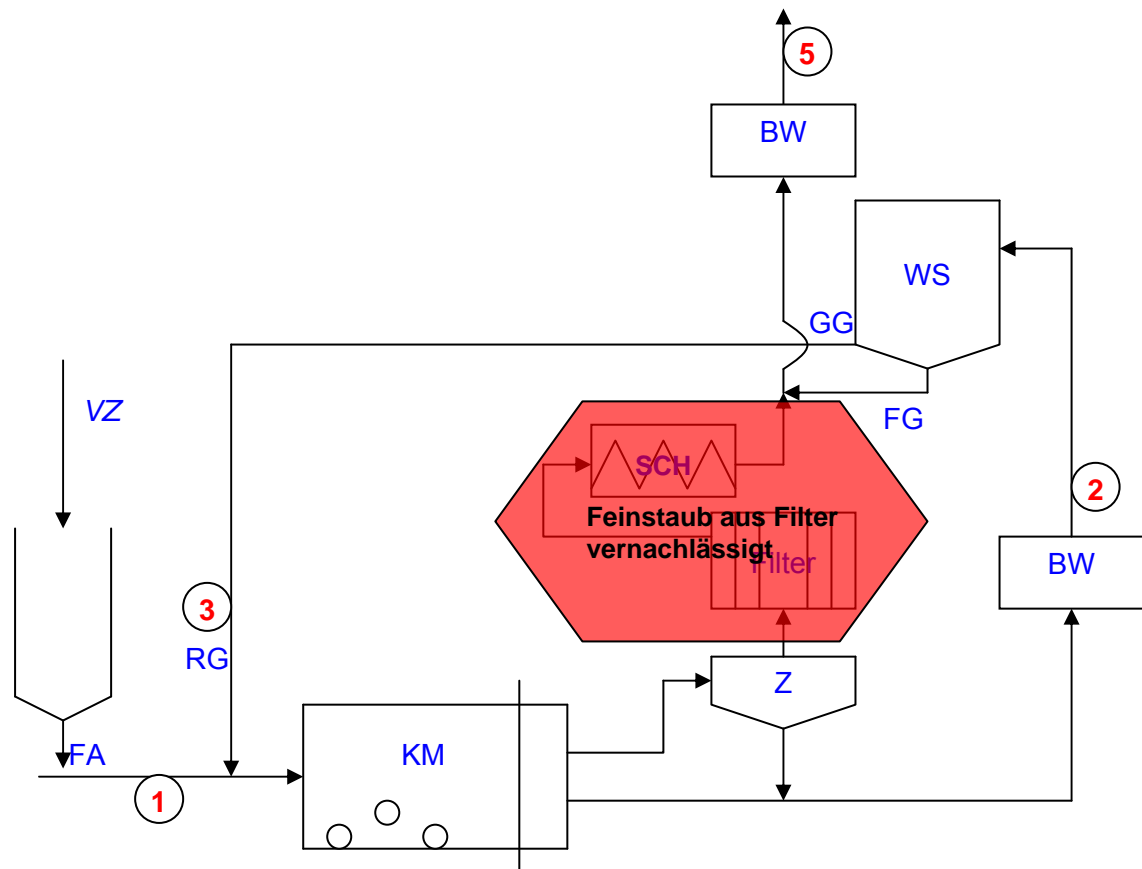 5
BW
WS
GG
VZ
FG
SCH
2
Feinstaub aus Filter
vernachlässigt
Filter
BW
3
RG
Z
FA
KM
1